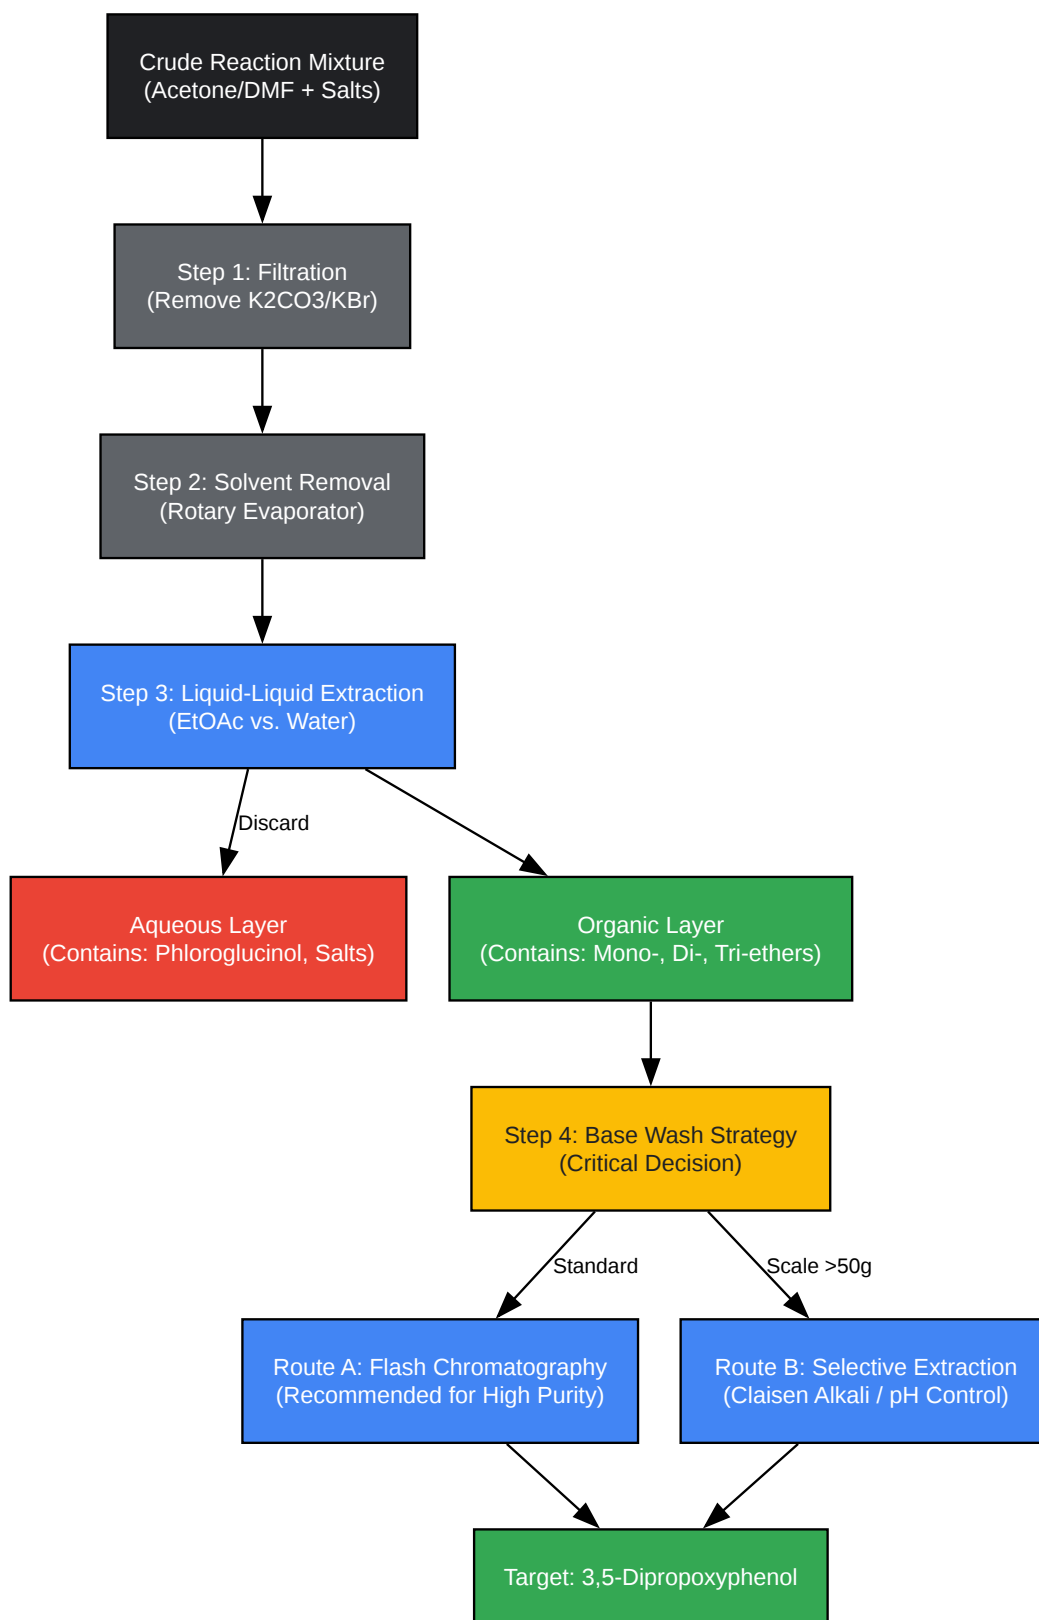 Crude Reaction Mixture
(Acetone/DMF + Salts)
Step 1: Filtration
(Remove K2CO3/KBr)
Step 2: Solvent Removal
(Rotary Evaporator)
Step 3: Liquid-Liquid Extraction
(EtOAc vs. Water)
Discard
Aqueous Layer
(Contains: Phloroglucinol, Salts)
Organic Layer
(Contains: Mono-, Di-, Tri-ethers)
Step 4: Base Wash Strategy
(Critical Decision)
Standard
Scale >50g
Route A: Flash Chromatography
(Recommended for High Purity)
Route B: Selective Extraction
(Claisen Alkali / pH Control)
Target: 3,5-Dipropoxyphenol